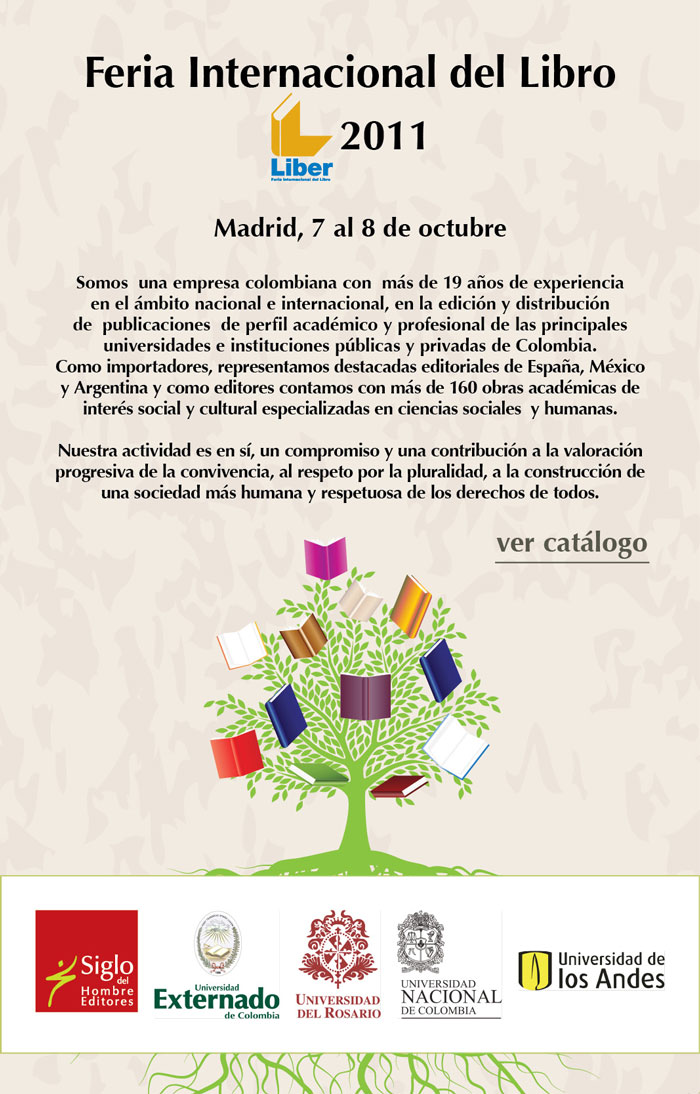 Feria Internacional del Libro
2011
Liber
Feria Internacional del Libro
Madrid, 7 al 8 de octubre
Somos una empresa colombiana con más de 19 años de experiencia
en el ámbito nacional e internacional, en la edición y distribución
de publicaciones de perfil académico y profesional de las principales
universidades e instituciones públicas y privadas de Colombia.
Como importadores, representamos destacadas editoriales de España, México
y Argentina y como editores contamos con más de 160 obras académicas de
interés social y cultural especializadas en ciencias sociales y humanas.
Nuestra actividad es en sí, un compromiso y una contribución a la valoración
progresiva de la convivencia, al respeto por la pluralidad, a la construcción de
una sociedad más humana y respetuosa de los derechos de todos.
ver catálogo
Siglo
del
Hombre
Editores
Universidad
Externado
de Colombia
UNIVERSIDAD
DEL ROSARIO
UNIVERSIDAD
NACIONAL
DE COLOMBIA
Universidad de
los Andes